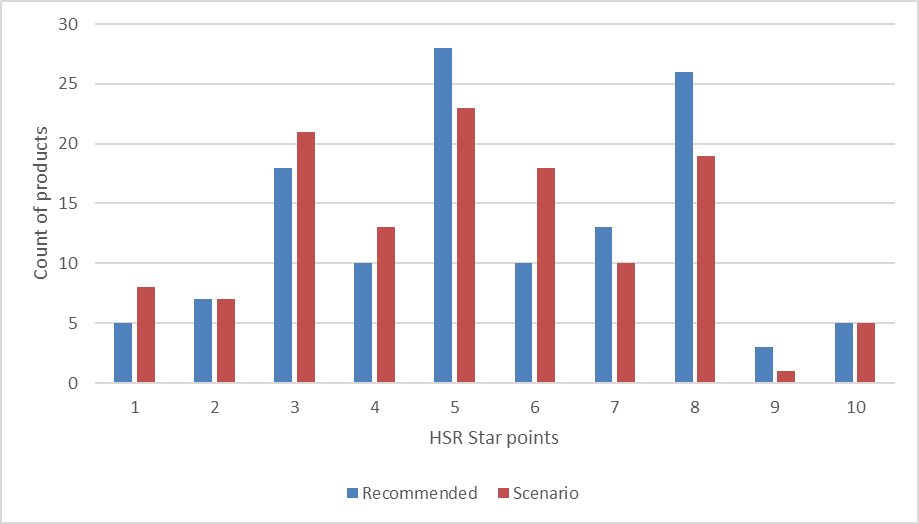 30
25
20
15
10
5
0
Count of products
1 2 3 4 5 6 7 8 9 10
HSR Star points
Recommended Scenario